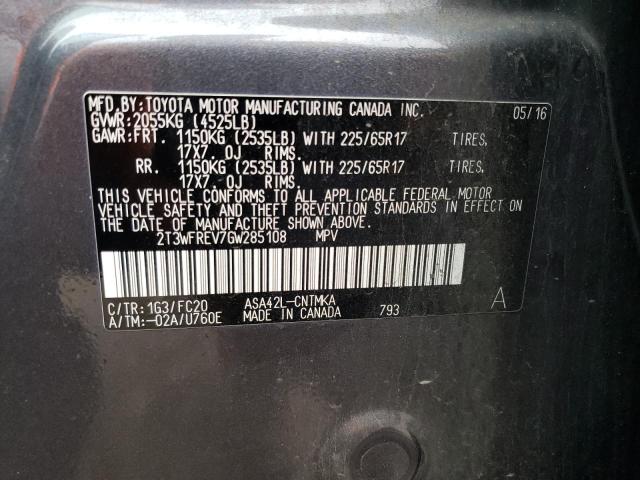 MFD.BY:TOYOTA MOTOR MANUFACTURING CANADA INC. 05/16
GVWR:2055KG (4525LB)
GAWR:FRT. 1150KG (2535LB) WITH 225/65R17 TIRES,
17X7.0J RIMS.
RR. 1150KG (2535LB) WITH 225/65R17 TIRES,
17X7.0J RIMS.
THIS VEHICLE CONFORMS TO ALL APPLICABLE FEDERAL MOTOR
VEHICLE SAFETY AND THEFT PREVENTION STANDARDS IN EFFECT ON
THE DATE OF MANUFACTURE SHOWN ABOVE.
2T3WFREV7GW285108 MPV
C/TR:1G3/FC20 ASA42L-CNTMKA A
A/TM:-02A/U760E MADE IN CANADA 793